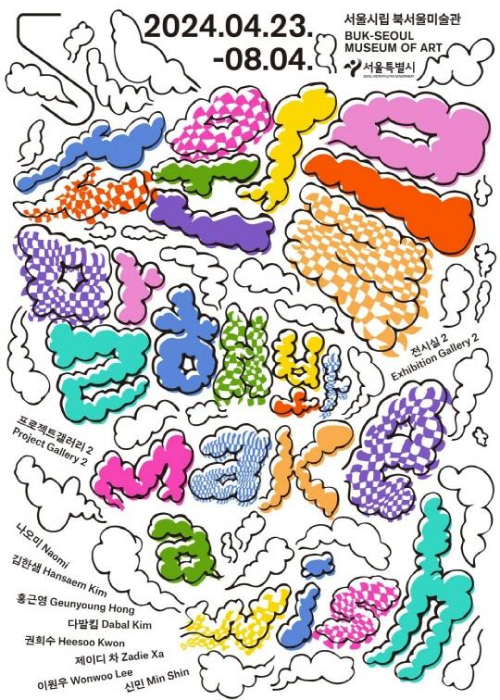 2024.04.23.
-08.04.
서울시립 북서울미술관
BUK-SEOUL
MUSEUM OF ART
서울특별시
SEOUL METROPOLITAN GOVERNMENT
소원을
말해봐
전시실 2
Exhibition Gallery 2
프로젝트갤러리 2
Project Gallery 2
make
a
wish
나오미 Naomi
김한샘 Hansaem Kim
홍근영 Geunyoung Hong
다발킴 Dabal Kim
권희수 Heesoo Kwon
제이디 차 Zadie Xa
이원우 Wonwoo Lee
신민 Min Shin